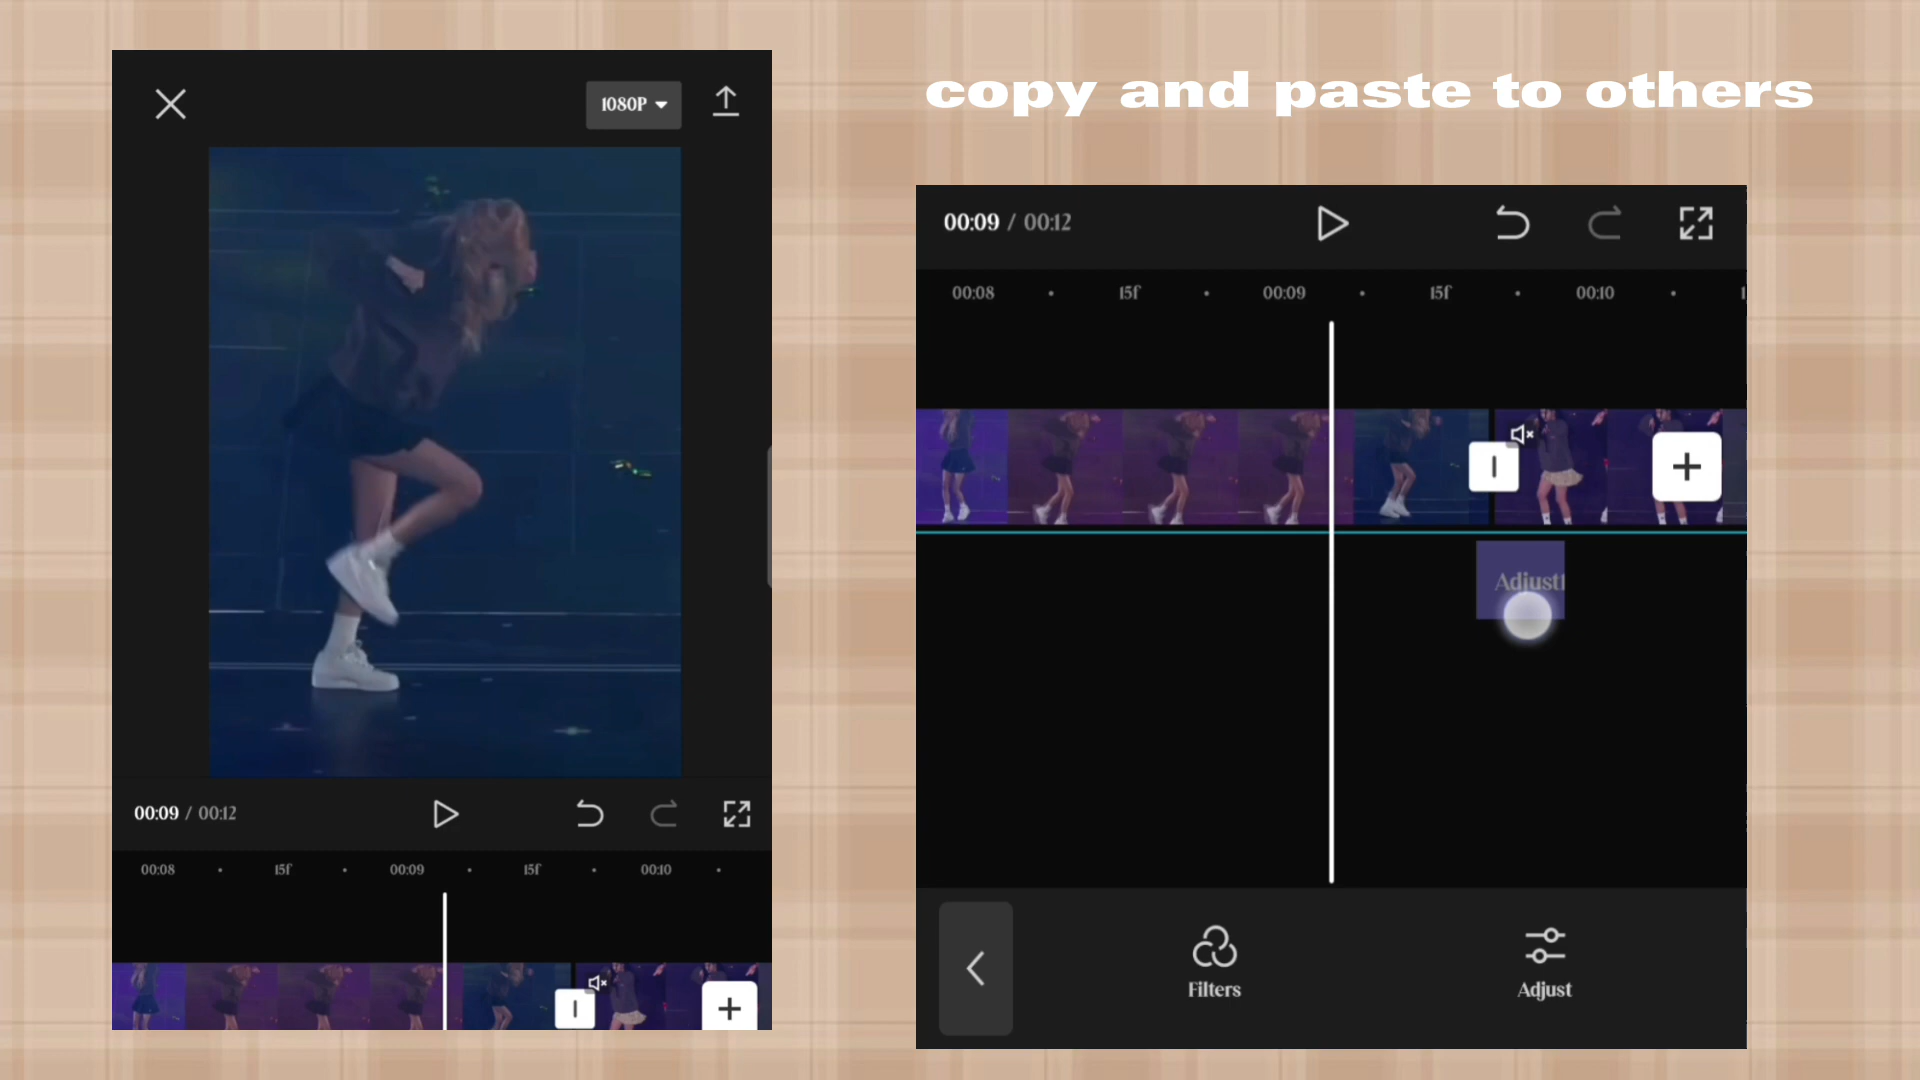 copy and paste to others
1080P
00:09 / 00:12
00:08 15f 00:09 15f 00:10
00:09 / 00:12
00:08 15f 00:09 15f 00:10
Adjust
Filters
Adjust